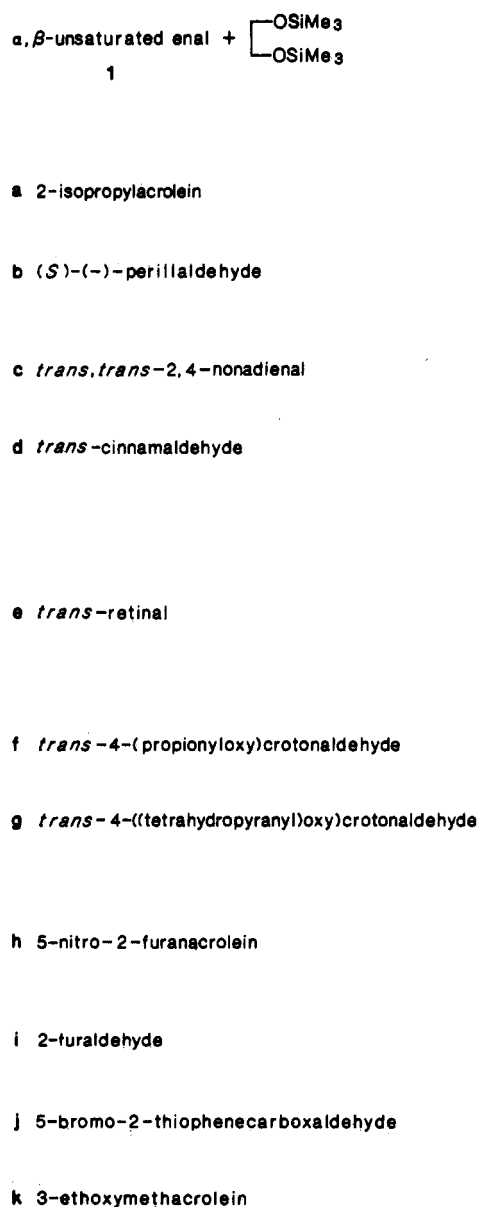 α,β-unsaturated enal + OSiMe3
OSiMe3
1
a 2-isopropylacrolein
b (S)-(-)-perillaldehyde
c trans,trans-2,4-nonadienal
d trans-cinnamaldehyde
e trans-retinal
f trans-4-(propionyloxy)crotonaldehyde
g trans-4-((tetrahydropyranyl)oxy)crotonaldehyde
h 5-nitro-2-furanacrolein
i 2-furaldehyde
j 5-bromo-2-thiophenecarboxaldehyde
k 3-ethoxymethacrolein